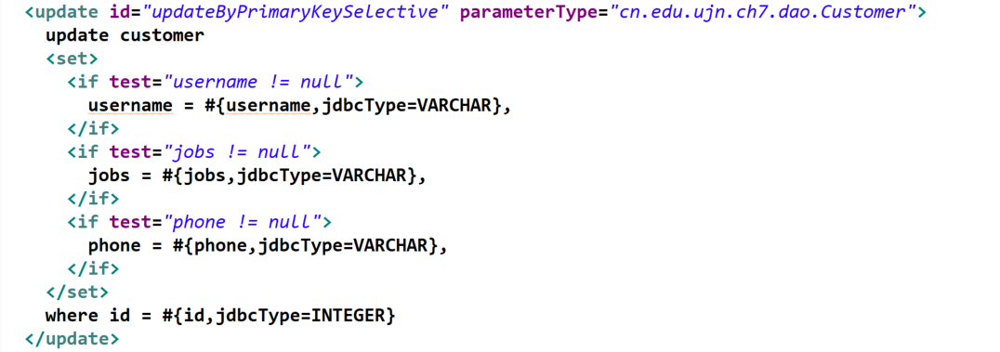 <update id="updateByPrimaryKeySelective" parameterType="cn.edu.ujn.ch7.dao.Customer">
  update customer
  <set>
    <if test="username != null">
      username = #{username,jdbcType=VARCHAR},
    </if>
    <if test="jobs != null">
      jobs = #{jobs,jdbcType=VARCHAR},
    </if>
    <if test="phone != null">
      phone = #{phone,jdbcType=VARCHAR},
    </if>
  </set>
  where id = #{id,jdbcType=INTEGER}
</update>